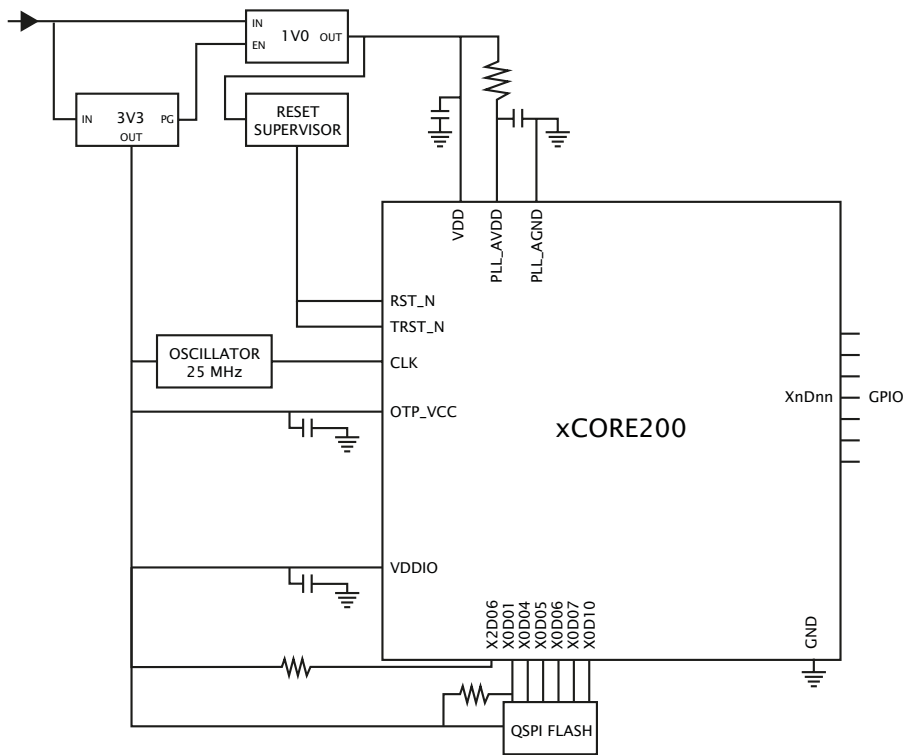 IN
1V0
OUT
EN
IN
3V3
PG
OUT
RESET
SUPERVISOR
VDD
PLL_AVDD
PLL_AGND
RST_N
TRST_N
OSCILLATOR
25 MHz
CLK
XnDnn
GPIO
OTP_VCC
xCORE200
VDDIO
X2D06
X0D01
X0D04
X0D05
X0D06
X0D07
X0D10
GND
QSPI FLASH